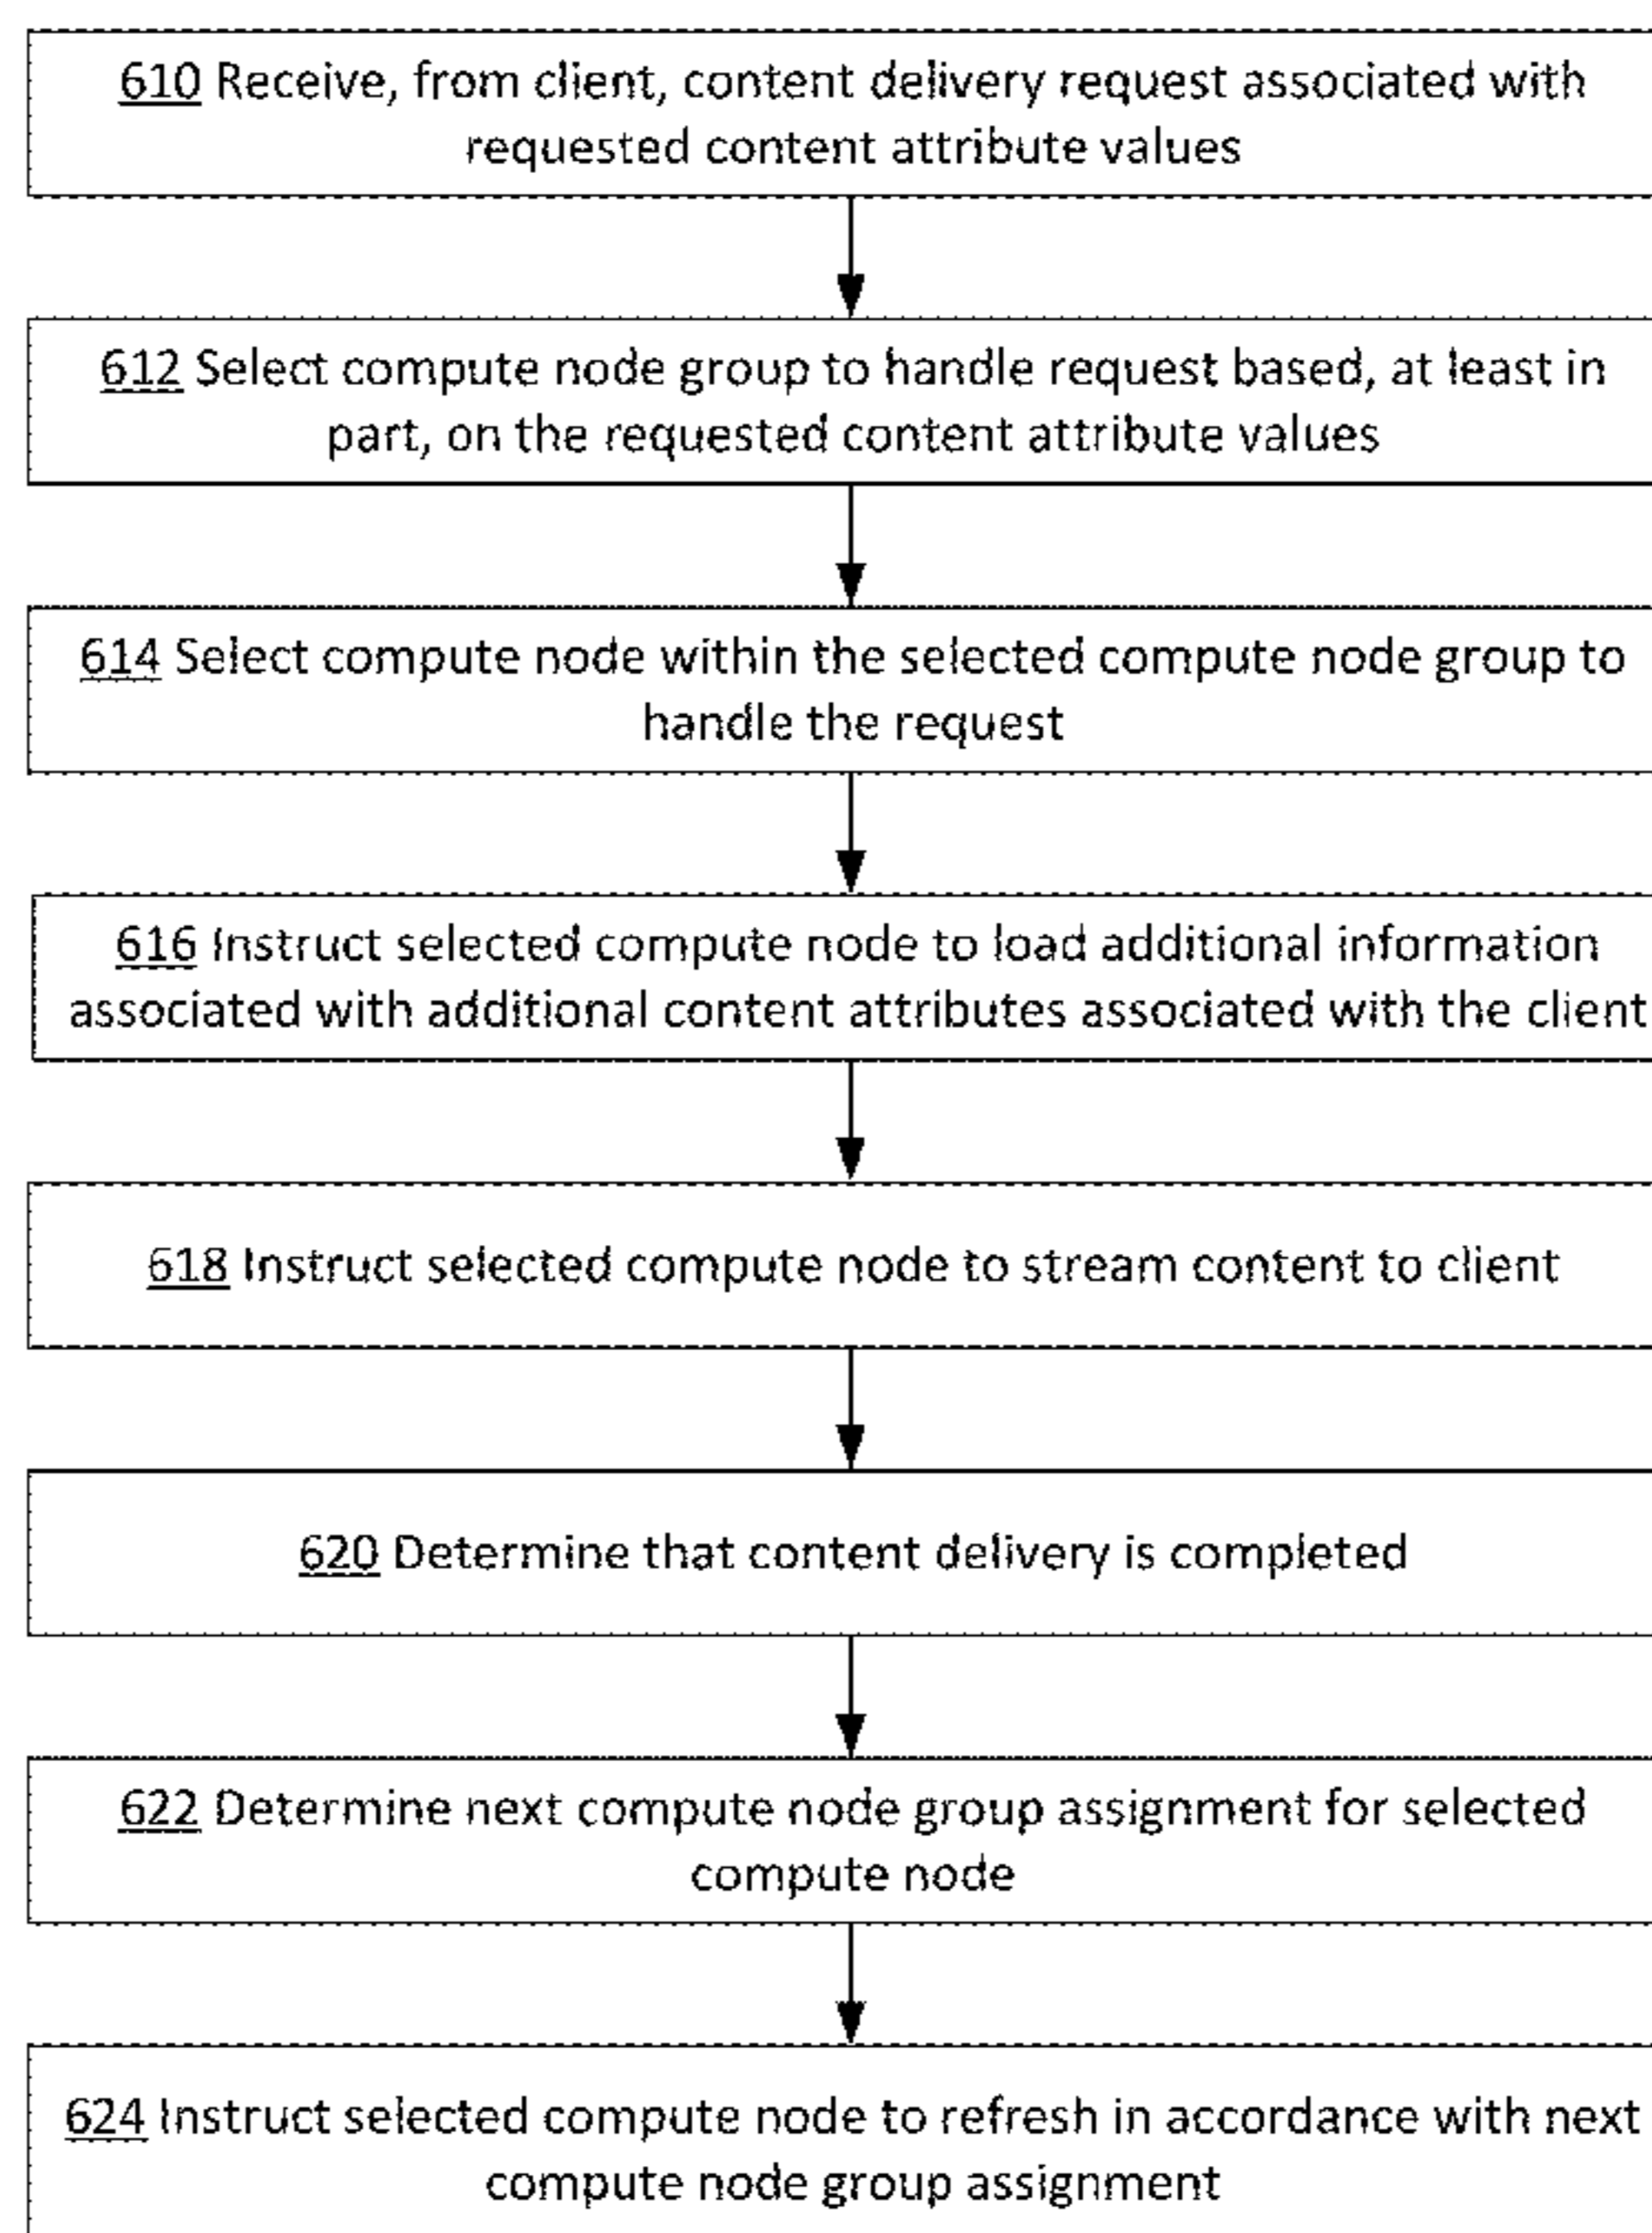 610 Receive, from client, content delivery request associated with
requested content attribute values
612 Select compute node group to handle request based, at least in
part, on the requested content attribute values
614 Select compute node within the selected compute node group to
handle the request
616 Instruct selected compute node to load additional information
associated with additional content attributes associated with the client
618 Instruct selected compute node to stream content to client
620 Determine that content delivery is completed
622 Determine next compute node group assignment for selected
compute node
624 Instruct selected compute node to refresh in accordance with next
compute node group assignment